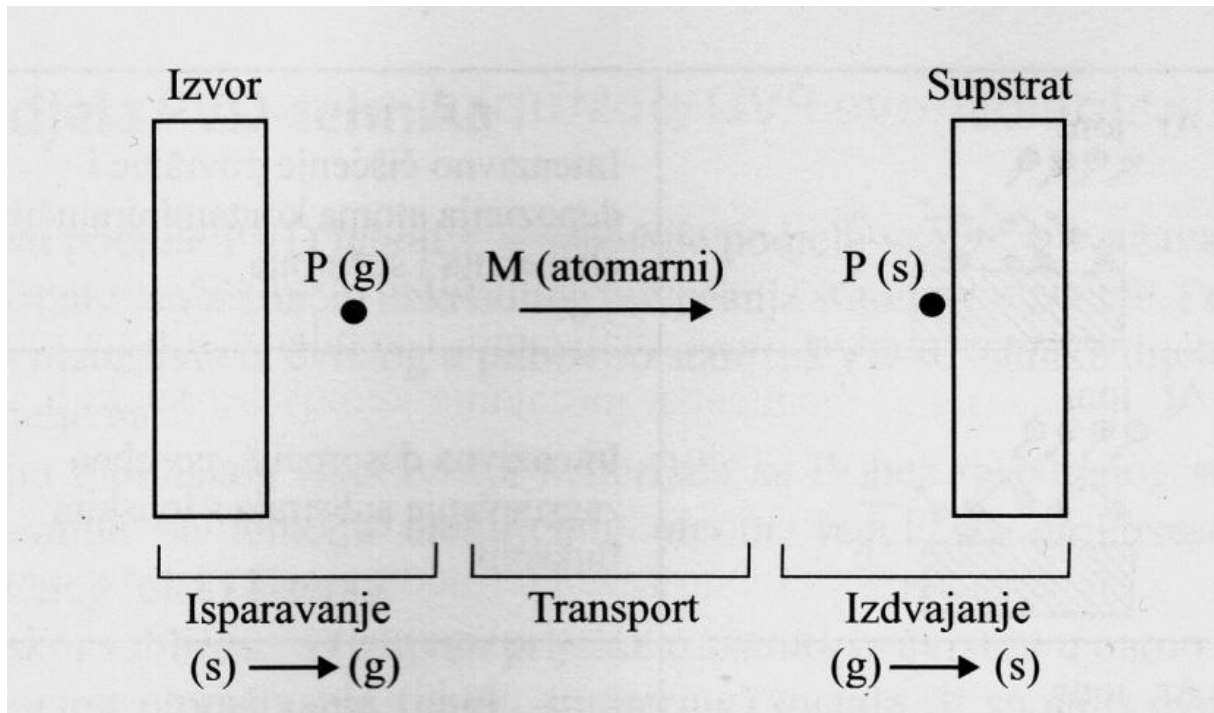 Izvor
Supstrat
P (g)
M (atomarni)
P (s)
Isparavanje
(s) → (g)
Transport
Izdvajanje
(g) → (s)